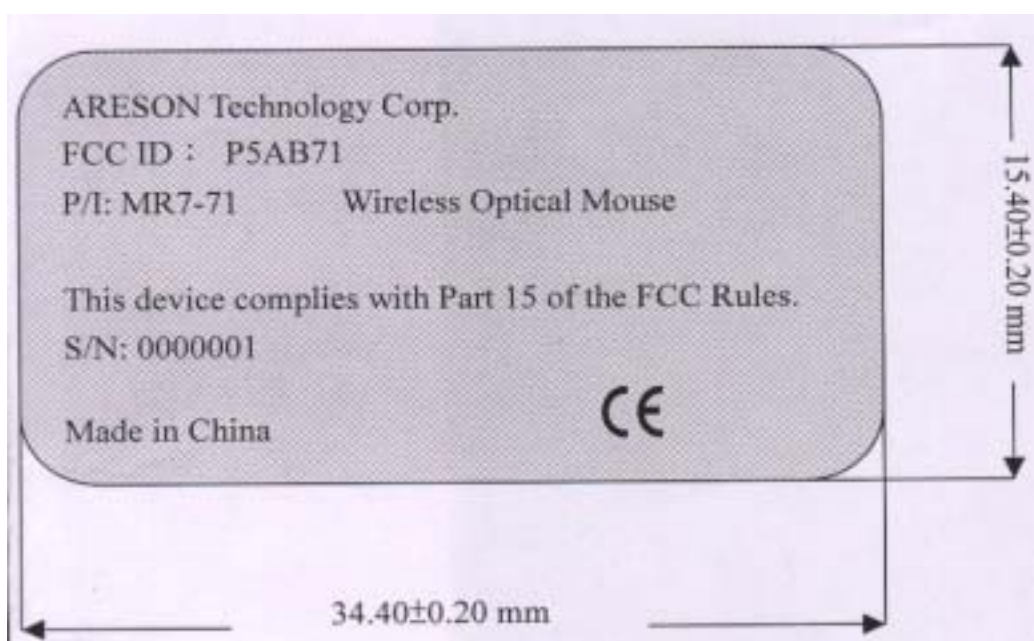 ARESON Technology Corp.
FCC ID： P5AB71
P/I: MR7-71 Wireless Optical Mouse
This device complies with Part 15 of the FCC Rules.
S/N: 0000001
Made in China
CE
15.40±0.20 mm
34.40±0.20 mm